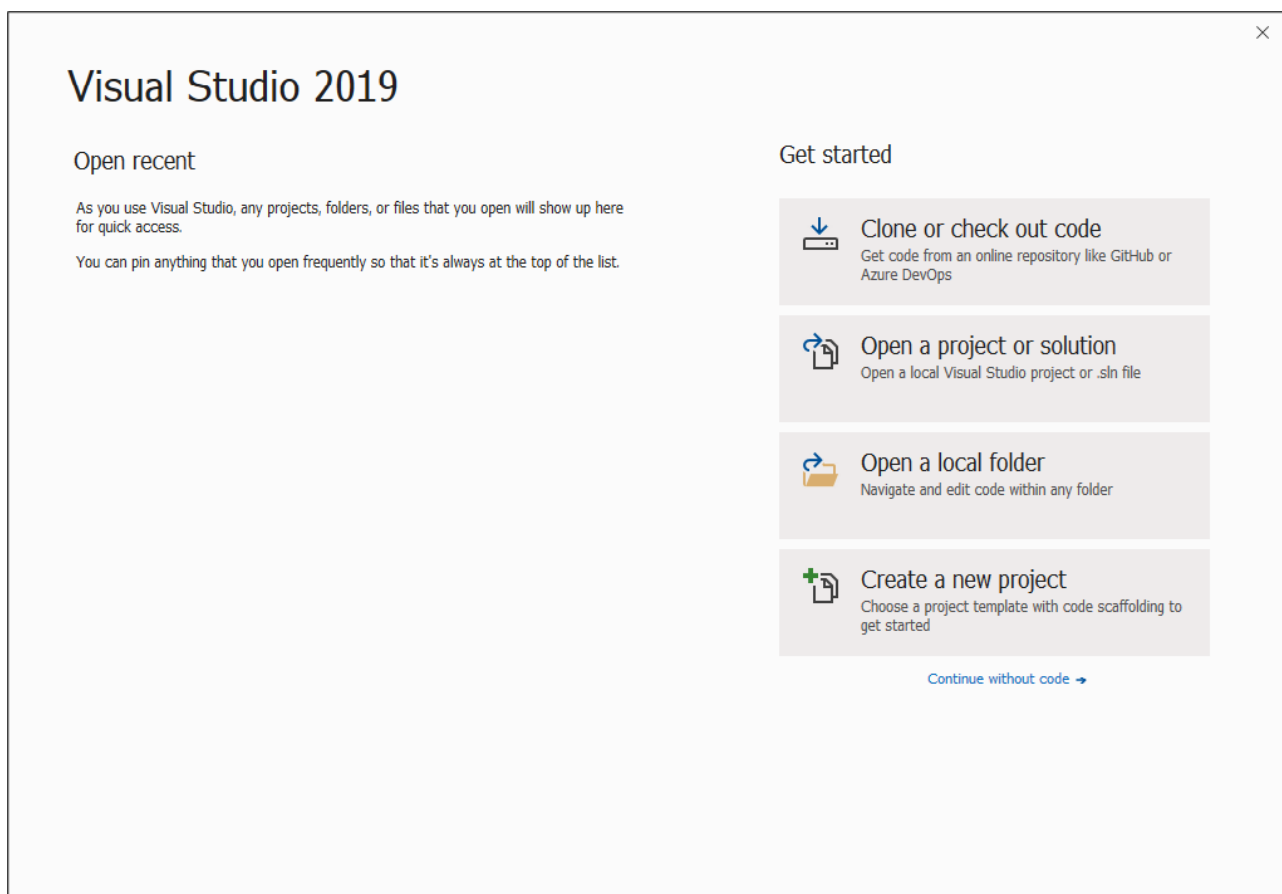 Visual Studio 2019
Open recent
As you use Visual Studio, any projects, folders, or files that you open will show up here
for quick access.
You can pin anything that you open frequently so that it's always at the top of the list.
Get started
Clone or check out code
Get code from an online repository like GitHub or
Azure DevOps
Open a project or solution
Open a local Visual Studio project or .sln file
Open a local folder
Navigate and edit code within any folder
Create a new project
Choose a project template with code scaffolding to
get started
Continue without code →